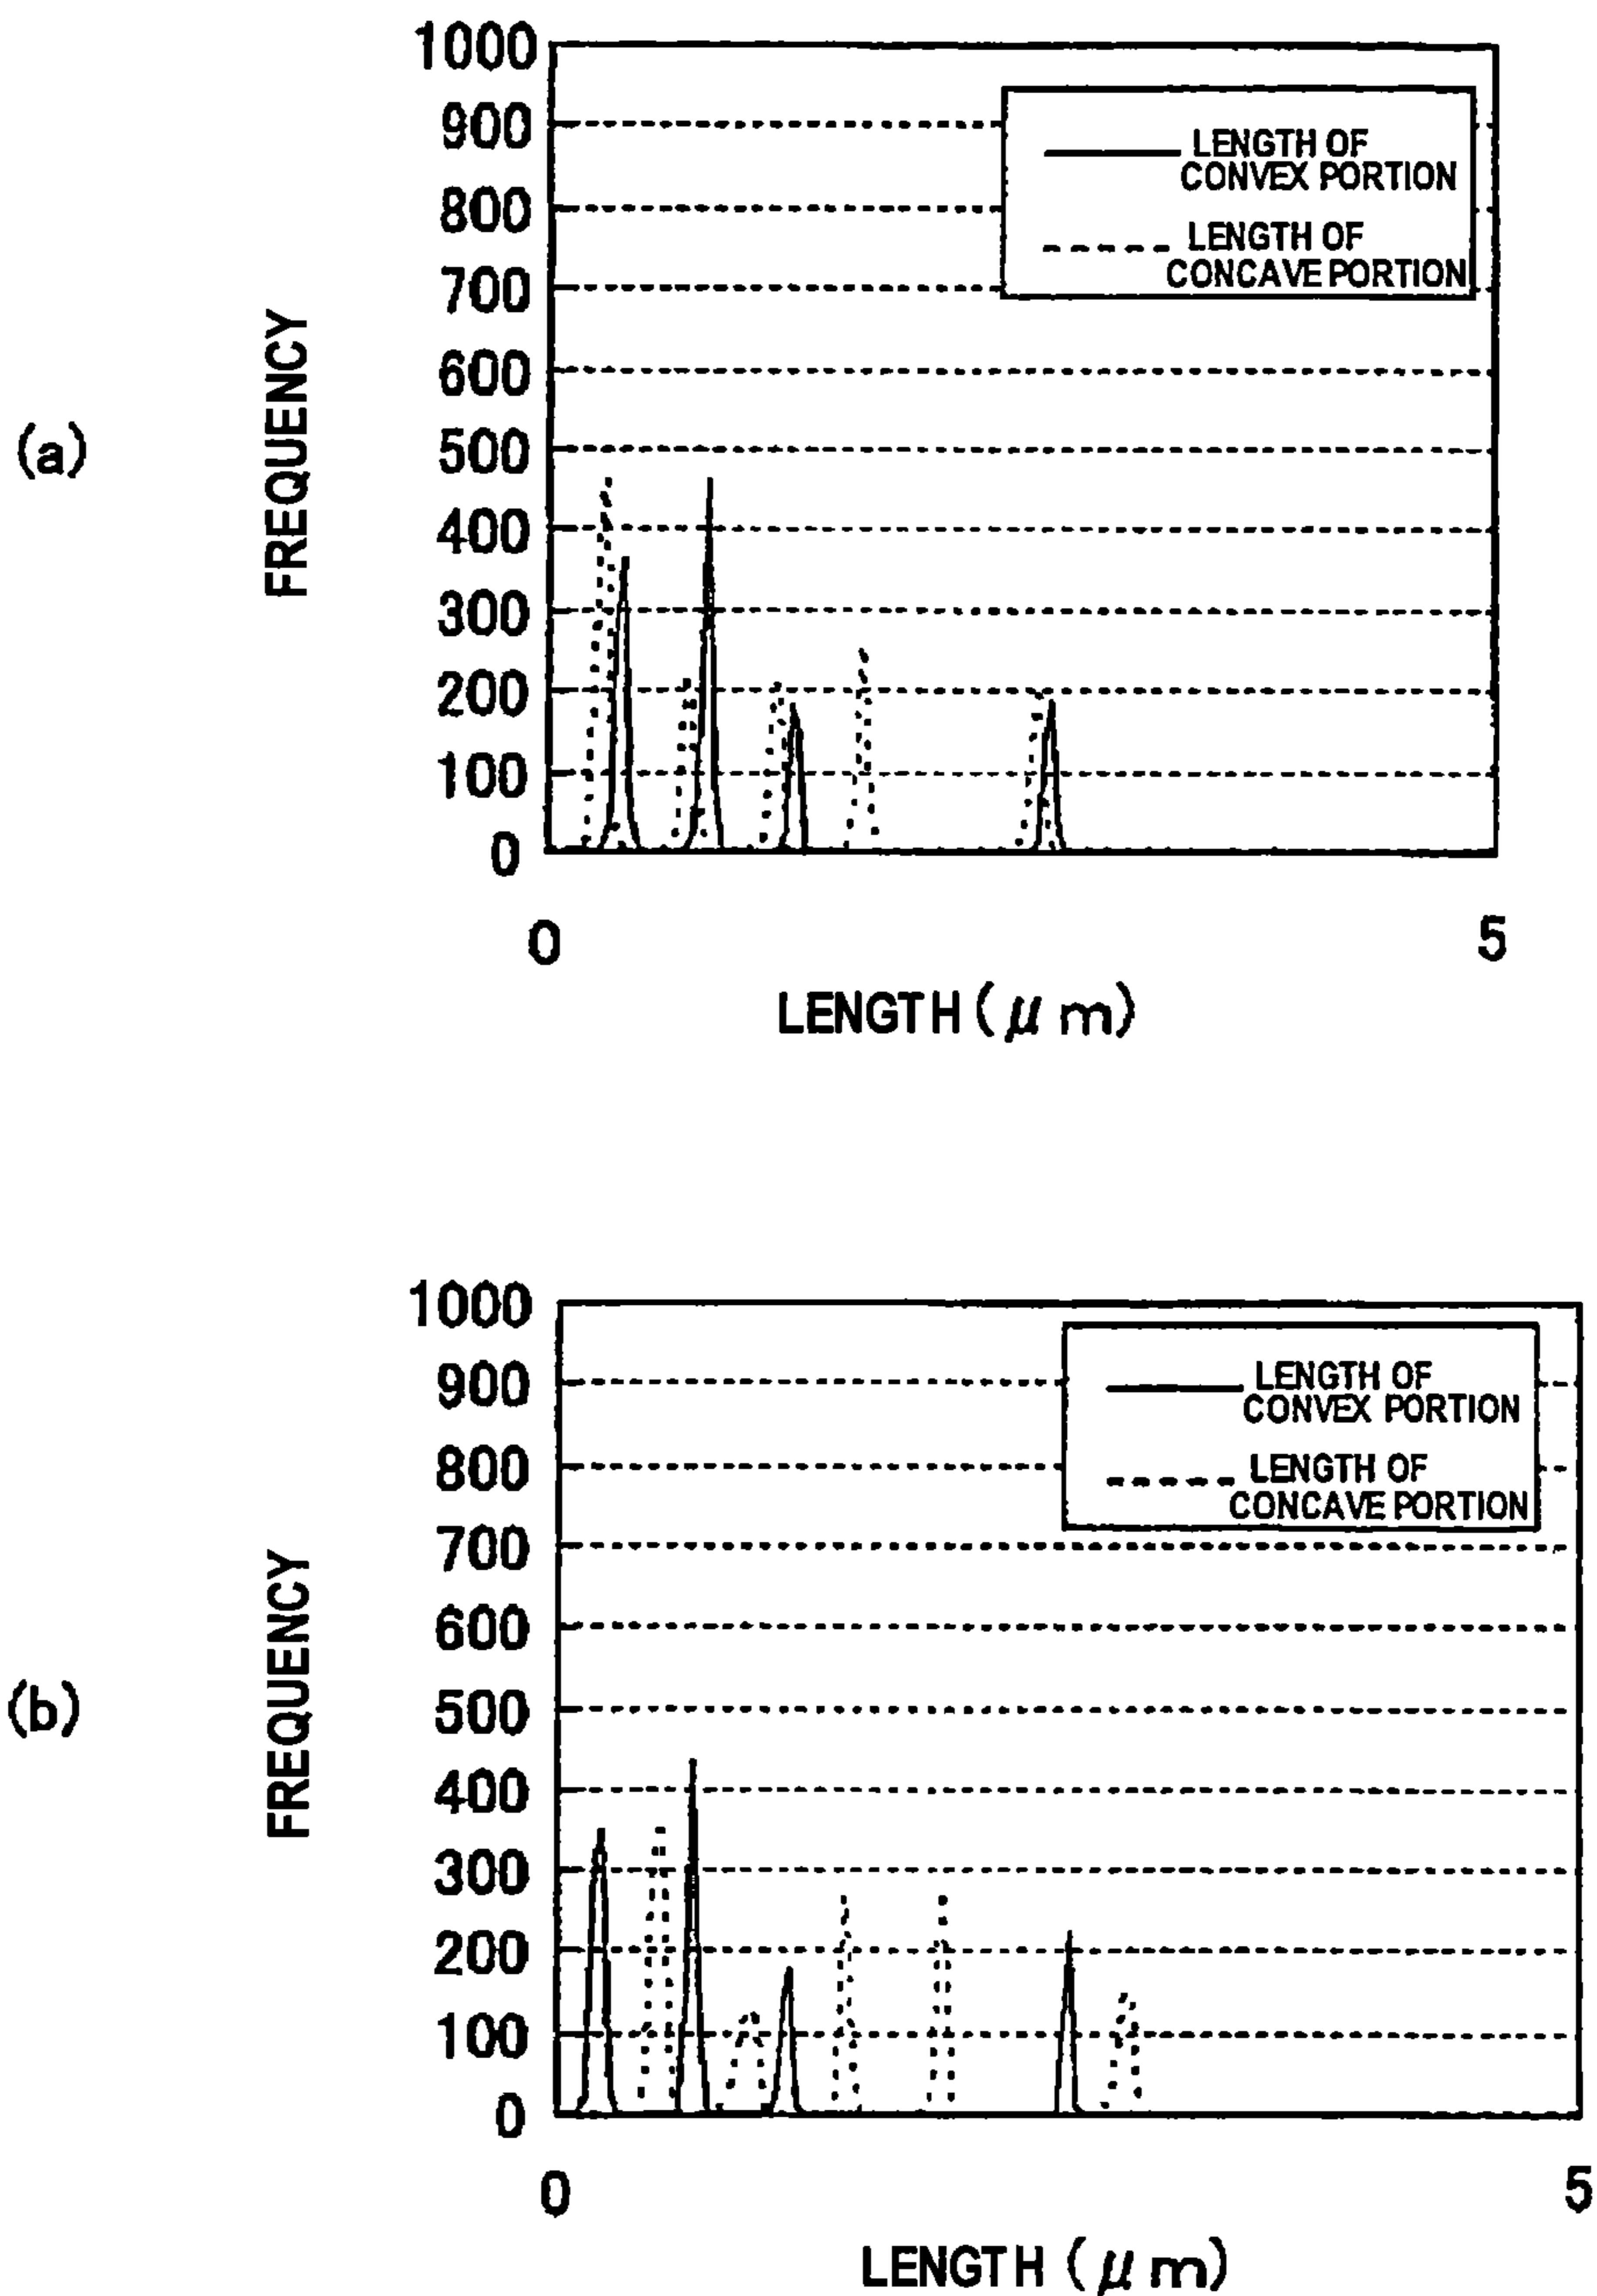 (a)
FREQUENCY
1000
900
800
700
600
500
400
300
200
100
0
LENGTH OF
CONVEX PORTION
LENGTH OF
CONCAVE PORTION
0
5
LENGTH (μm)
(b)
FREQUENCY
1000
900
800
700
600
500
400
300
200
100
0
LENGTH OF
CONVEX PORTION
LENGTH OF
CONCAVE PORTION
0
5
LENGTH (μm)